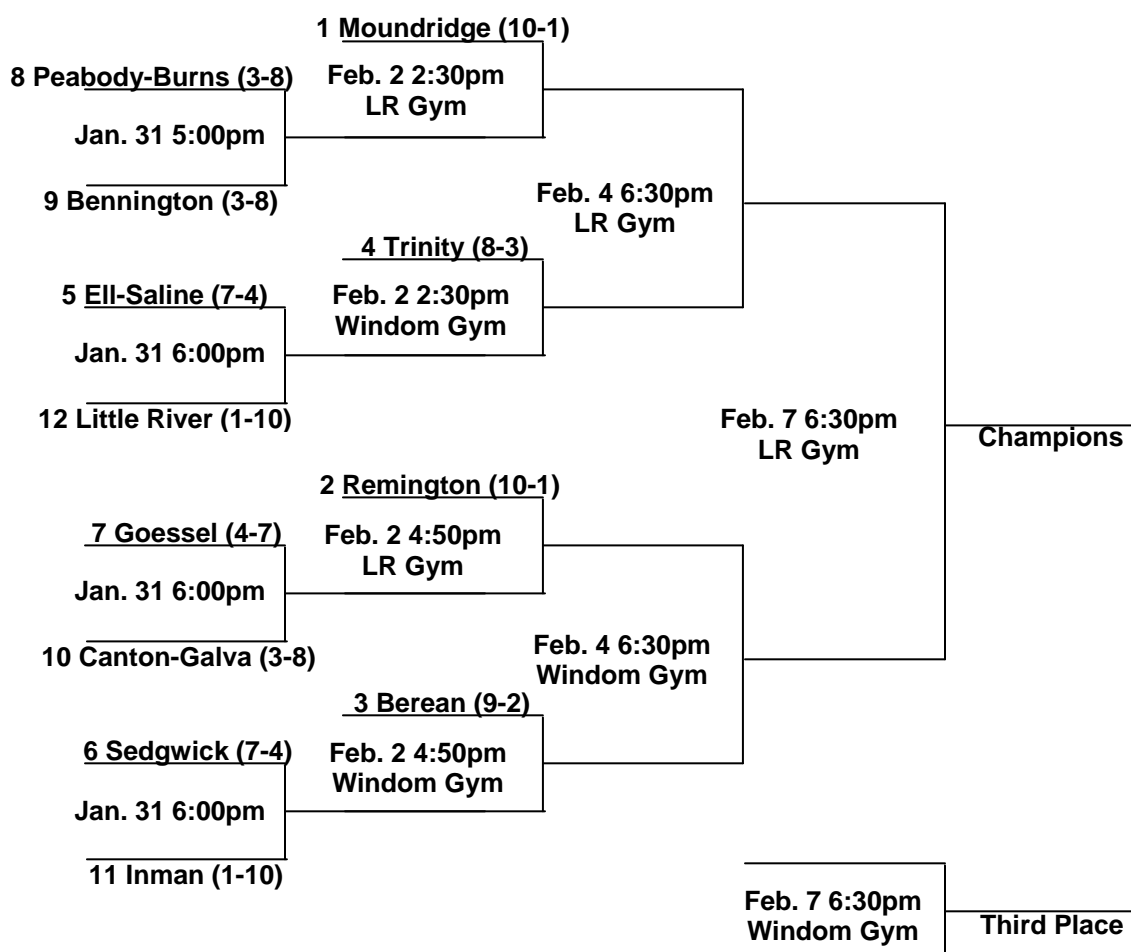 1 Moundridge (10-1)
8 Peabody-Burns (3-8)
Feb. 2 2:30pm
LR Gym
Jan. 31 5:00pm
9 Bennington (3-8)
Feb. 4 6:30pm
LR Gym
4 Trinity (8-3)
5 Ell-Saline (7-4)
Feb. 2 2:30pm
Windom Gym
Jan. 31 6:00pm
12 Little River (1-10)
Feb. 7 6:30pm
LR Gym
Champions
2 Remington (10-1)
7 Goessel (4-7)
Feb. 2 4:50pm
LR Gym
Jan. 31 6:00pm
10 Canton-Galva (3-8)
Feb. 4 6:30pm
Windom Gym
3 Berean (9-2)
6 Sedgwick (7-4)
Feb. 2 4:50pm
Windom Gym
Jan. 31 6:00pm
11 Inman (1-10)
Feb. 7 6:30pm
Windom Gym
Third Place